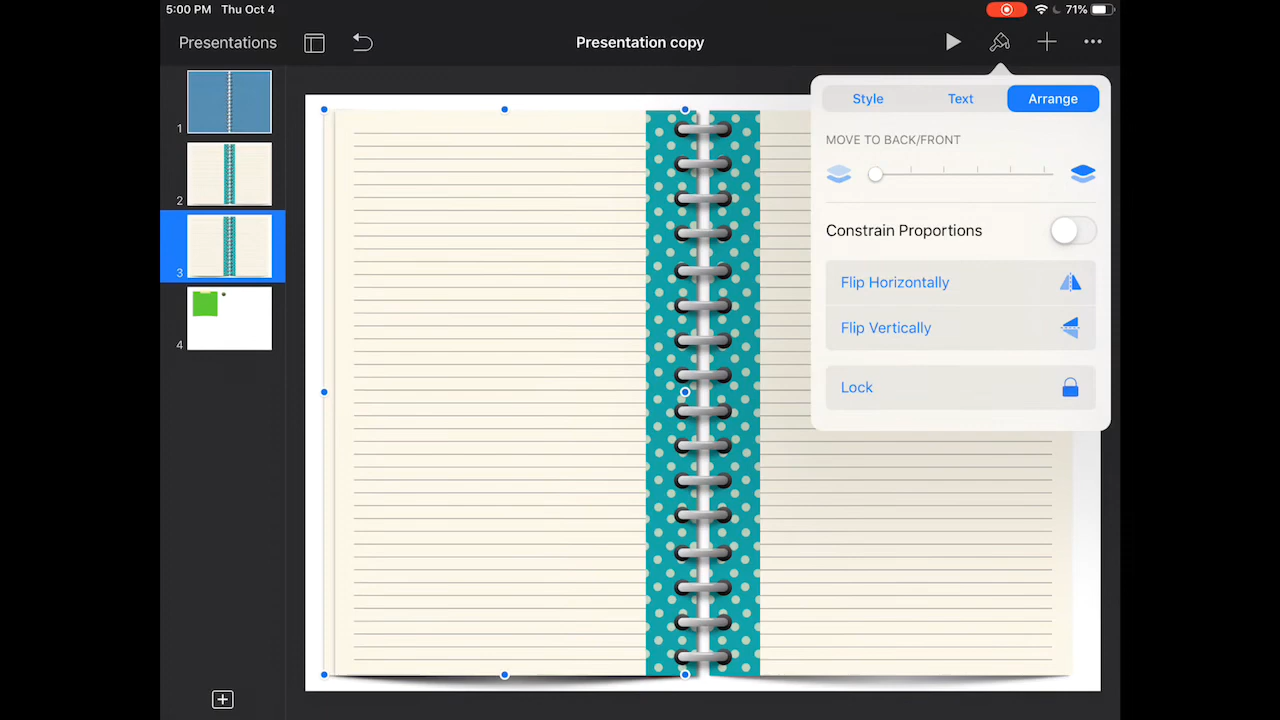 5:00 PM Thu Oct 4
71%
Presentations
Presentation copy
1
2
3
4
Style Text Arrange
MOVE TO BACK/FRONT
Constrain Proportions
Flip Horizontally
Flip Vertically
Lock